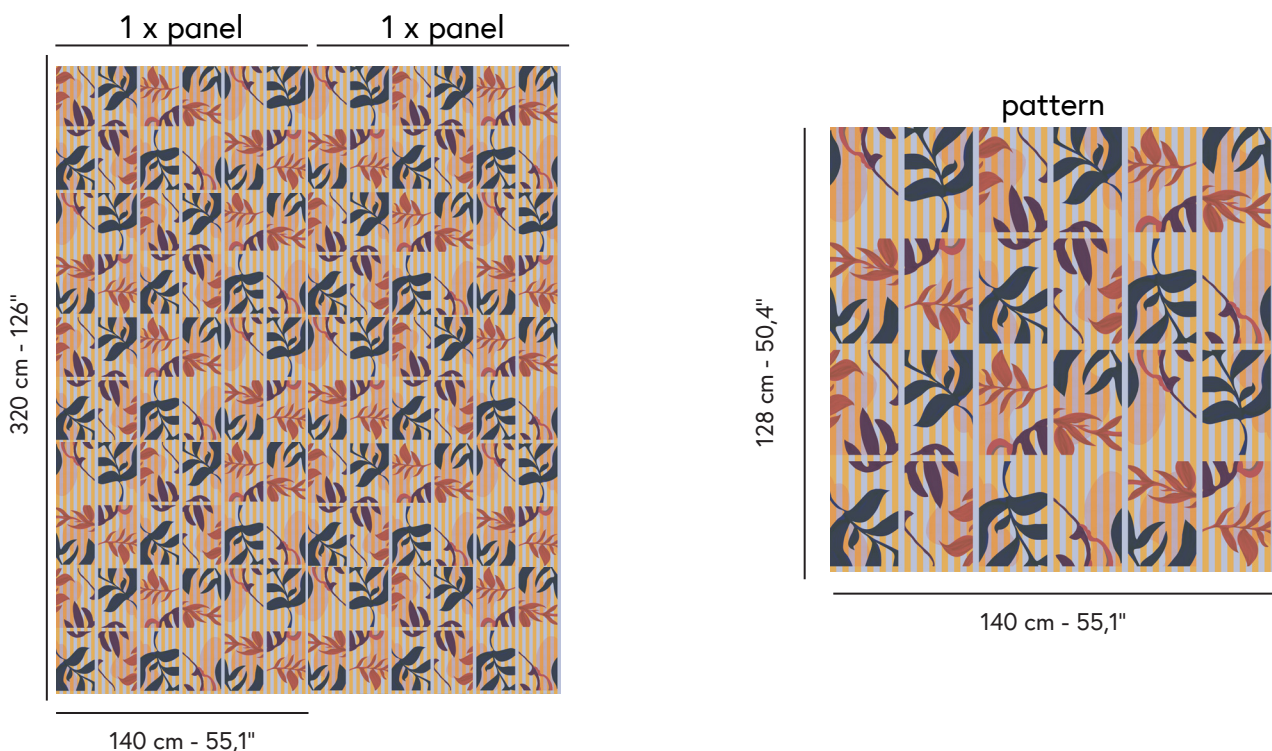 1 x panel
1 x panel
320 cm - 126"
140 cm - 55,1"
pattern
128 cm - 50,4"
140 cm - 55,1"